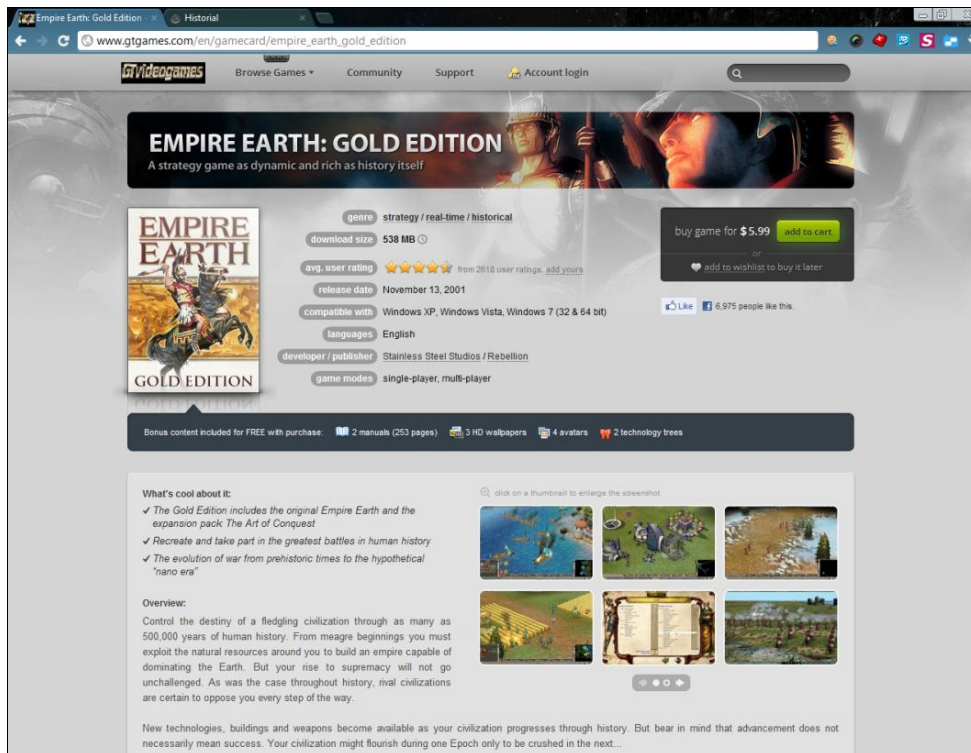 Empire Earth: Gold Edition -
Historial
www.gtgames.com/en/gamecard/empire_earth_gold_edition
GTvideogames
Browse Games
Community
Support
Account login
EMPIRE EARTH: GOLD EDITION
A strategy game as dynamic and rich as history itself
EMPIRE
EARTH
GOLD EDITION
genre strategy / real-time / historical
download size 538 MB
avg. user rating from 2618 user ratings. add yours
release date November 13, 2001
compatible with Windows XP, Windows Vista, Windows 7 (32 & 64 bit)
languages English
developer / publisher Stainless Steel Studios / Rebellion
game modes single-player, multi-player
buy game for $5.99 add to cart
or
add to wishlist to buy it later
Like 6,975 people like this.
Bonus content included for FREE with purchase: 2 manuals (253 pages) 3 HD wallpapers 4 avatars 2 technology trees
What's cool about it:
The Gold Edition includes the original Empire Earth and the
expansion pack The Art of Conquest
Recreate and take part in the greatest battles in human history
The evolution of war from prehistoric times to the hypothetical
"nano era"
click on a thumbnail to enlarge the screenshot
Overview:
Control the destiny of a fledgling civilization through as many as
500,000 years of human history. From meagre beginnings you must
exploit the natural resources around you to build an empire capable of
dominating the Earth. But your rise to supremacy will not go
unchallenged. As was the case throughout history, rival civilizations
are certain to oppose you every step of the way.
New technologies, buildings and weapons become available as your civilization progresses through history. But bear in mind that advancement does not
necessarily mean success. Your civilization might flourish during one Epoch only to be crushed in the next...